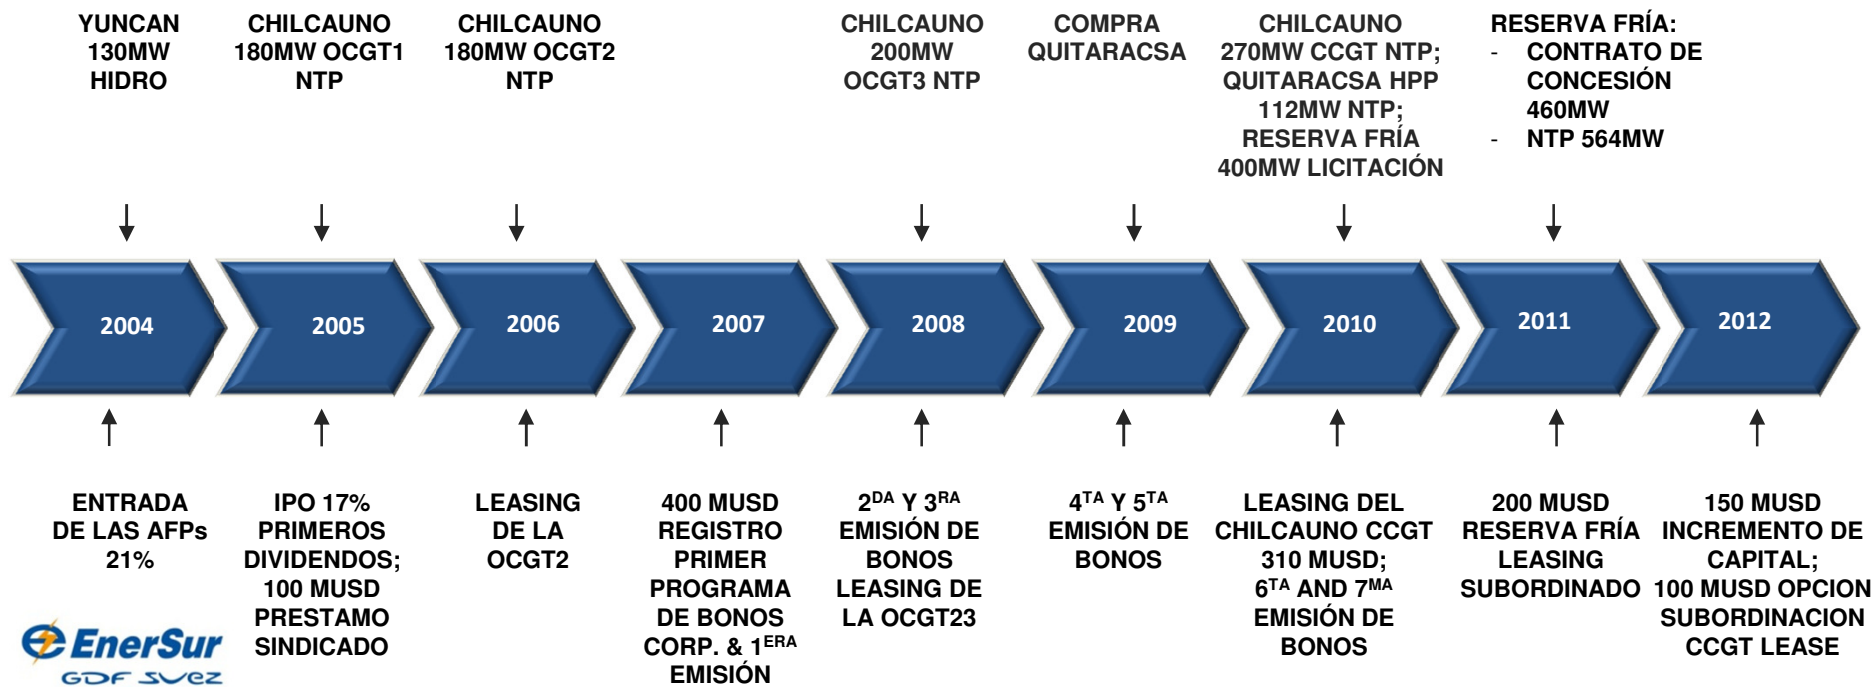 YUNCAN
130MW
HIDRO
CHILCAUNO
180MW OCGT1
NTP
CHILCAUNO
180MW OCGT2
NTP
CHILCAUNO
200MW
OCGT3 NTP
COMPRA
QUITARACSA
CHILCAUNO
270MW CCGT NTP;
QUITARACSA HPP
112MW NTP;
RESERVA FRÍA
400MW LICITACIÓN
RESERVA FRÍA:
- CONTRATO DE
CONCESIÓN
460MW
- NTP 564MW
2004
2005
2006
2007
2008
2009
2010
2011
2012
ENTRADA
DE LAS AFPs
21%
IPO 17%
PRIMEROS
DIVIDENDOS;
100 MUSD
PRESTAMO
SINDICADO
LEASING
DE LA
OCGT2
400 MUSD
REGISTRO
PRIMER
PROGRAMA
DE BONOS
CORP. & 1ERA
EMISIÓN
2DA Y 3RA
EMISIÓN DE
BONOS
LEASING DE
LA OCGT23
4TA Y 5TA
EMISIÓN DE
BONOS
LEASING DEL
CHILCAUNO CCGT
310 MUSD;
6TA AND 7MA
EMISIÓN DE
BONOS
200 MUSD
RESERVA FRÍA
LEASING
SUBORDINADO
150 MUSD
INCREMENTO DE
CAPITAL;
100 MUSD OPCION
SUBORDINACION
CCGT LEASE
EnerSur
GDF SUEZ